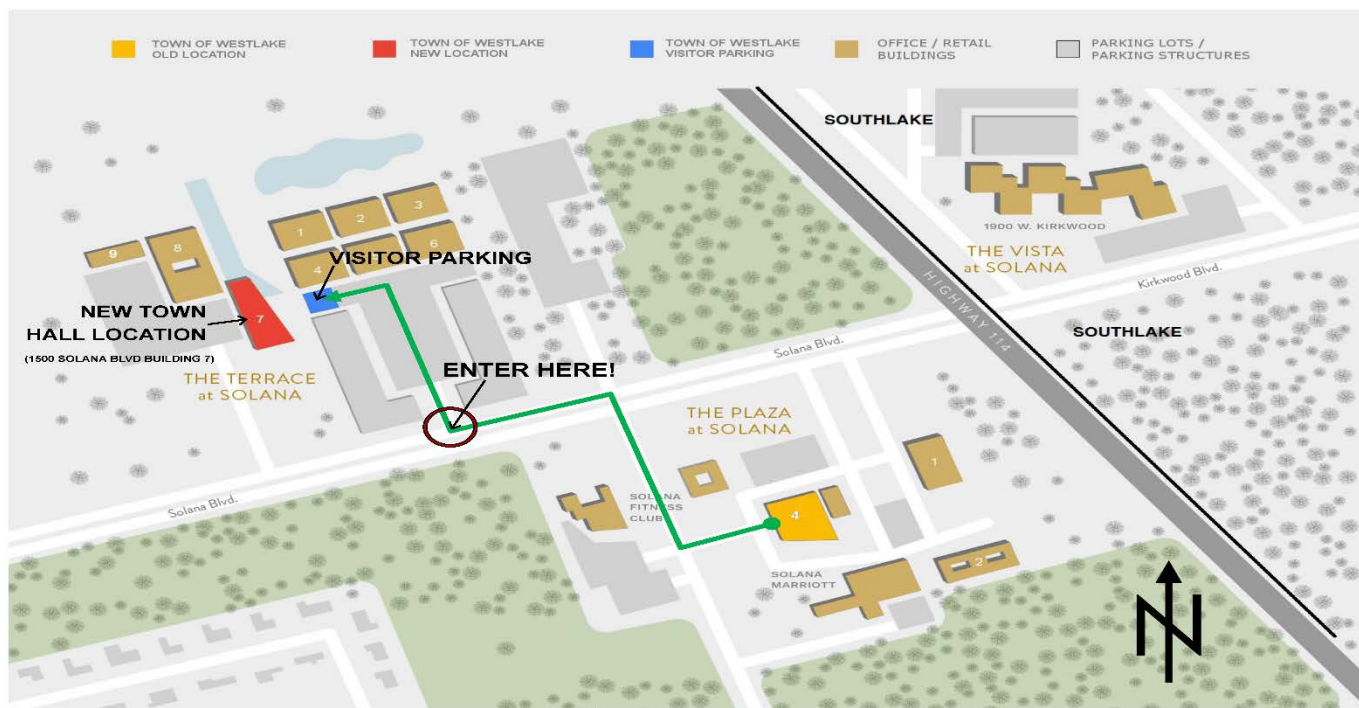 TOWN OF WESTLAKE
OLD LOCATION
TOWN OF WESTLAKE
NEW LOCATION
TOWN OF WESTLAKE
VISITOR PARKING
OFFICE / RETAIL
BUILDINGS
PARKING LOTS /
PARKING STRUCTURES
SOUTHLAKE
1900 W. KIRKWOOD
THE VISTA
at SOLANA
Kirkwood Blvd.
HIGHWAY 114
SOUTHLAKE
3
2
1
6
4
9
8
7
VISITOR PARKING
NEW TOWN
HALL LOCATION
(1500 SOLANA BLVD BUILDING 7)
THE TERRACE
at SOLANA
ENTER HERE!
Solana Blvd.
THE PLAZA
at SOLANA
Solana Blvd.
SOLANA
FITNESS
CLUB
4
1
2
SOLANA
MARRIOTT
N